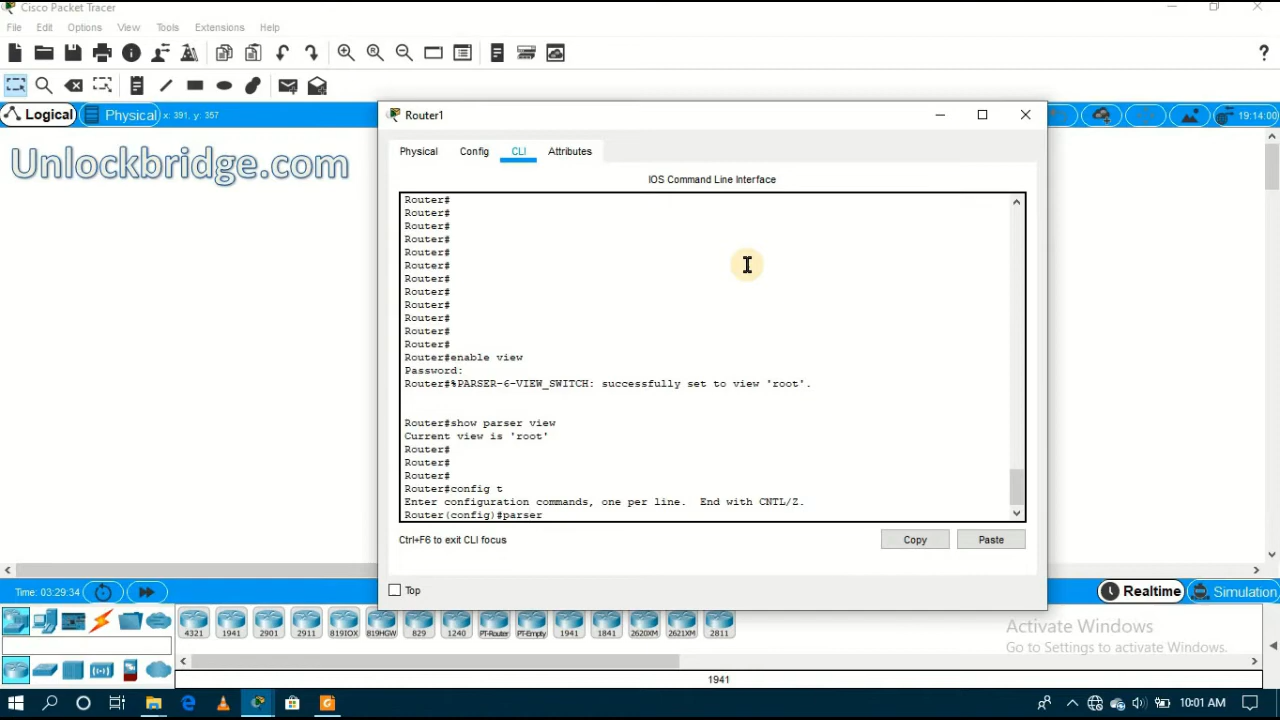 Cisco Packet Tracer
File Edit Options View Tools Extensions Help
?
Logical Physical x: 391, y: 357
19:14:00
Unlockbridge.com
Router1
Physical Config CLI Attributes
IOS Command Line Interface
Router#
Router#
Router#
Router#
Router#
Router#
Router#
Router#
Router#
Router#
Router#
Router#
Router#enable view
Password:
Router#%PARSER-6-VIEW_SWITCH: successfully set to view 'root'.
Router#show parser view
Current view is 'root'
Router#
Router#
Router#
Router#config t
Enter configuration commands, one per line.  End with CNTL/Z.
Router(config)#parser
Ctrl+F6 to exit CLI focus
Copy Paste
Top
Time: 03:29:34
Realtime Simulation
4321 1941 2901 2911 819IOX 819HGW 829 1240 PT-Router PT-Empty 1941 1841 2620XM 2621XM 2811
Activate Windows
Go to Settings to activate Windows.
1941
10:01 AM